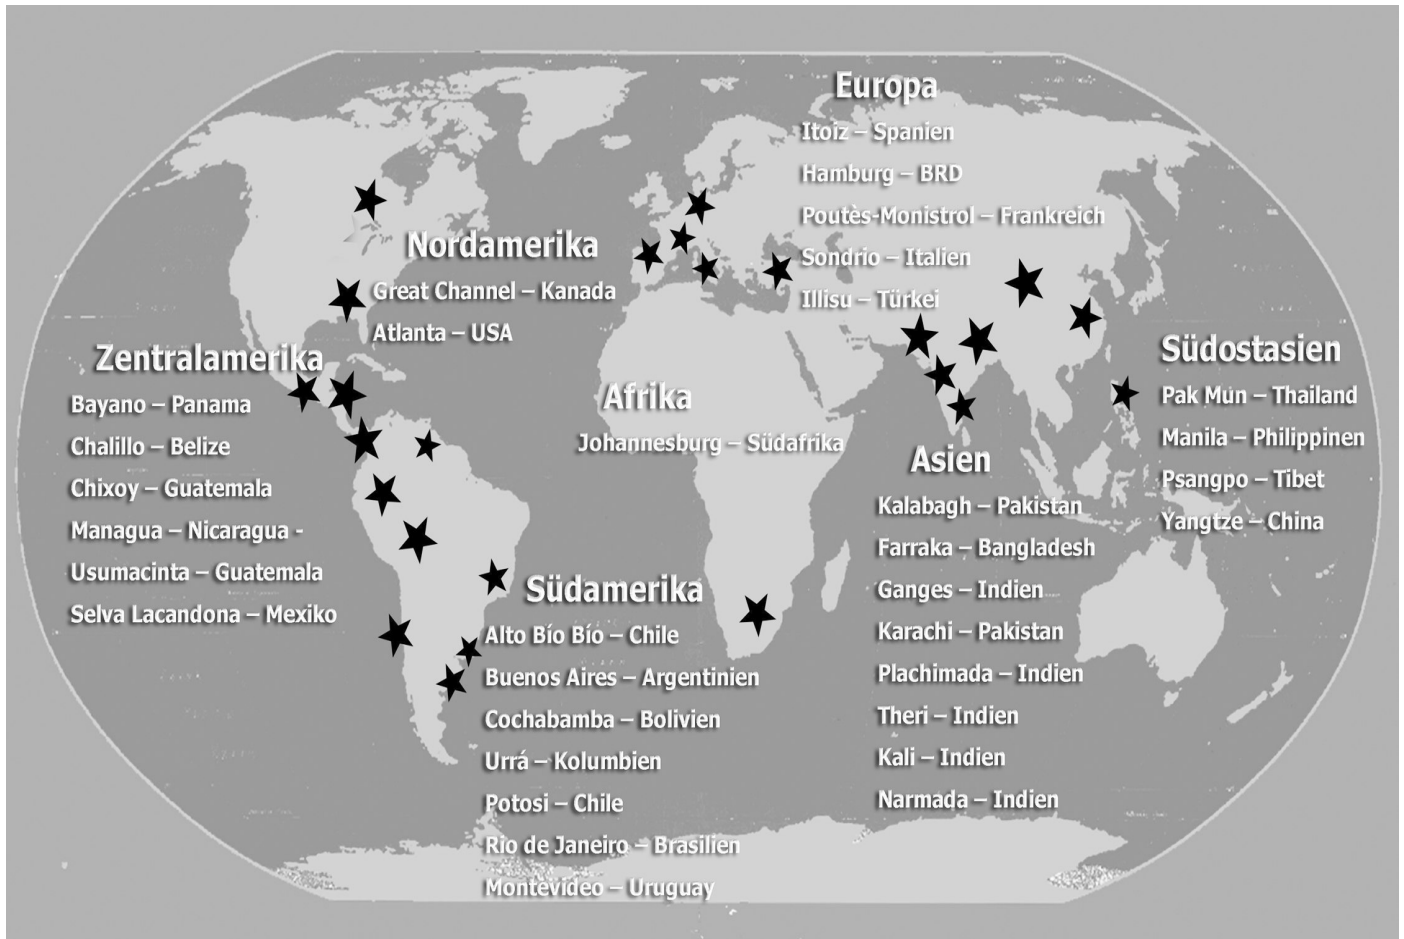 Europa
Itoiz – Spanien
Hamburg – BRD
Poutès-Monistrol – Frankreich
Sondrio – Italien
Illisu – Türkei
Nordamerika
Great Channel – Kanada
Atlanta – USA
Zentralamerika
Bayano – Panama
Chalillo – Belize
Chixoy – Guatemala
Managua – Nicaragua -
Usumacinta – Guatemala
Selva Lacandona – Mexiko
Afrika
Johannesburg – Südafrika
Südostasien
Pak Mun – Thailand
Manila – Philippinen
Psangpo – Tibet
Yangtze – China
Asien
Kalabagh – Pakistan
Farraka – Bangladesh
Ganges – Indien
Karachi – Pakistan
Plachimada – Indien
Theri – Indien
Kali – Indien
Narmada – Indien
Südamerika
Alto Bío Bío – Chile
Buenos Aires – Argentinien
Cochabamba – Bolivien
Urrá – Kolumbien
Potosi – Chile
Rio de Janeiro – Brasilien
Montevideo – Uruguay